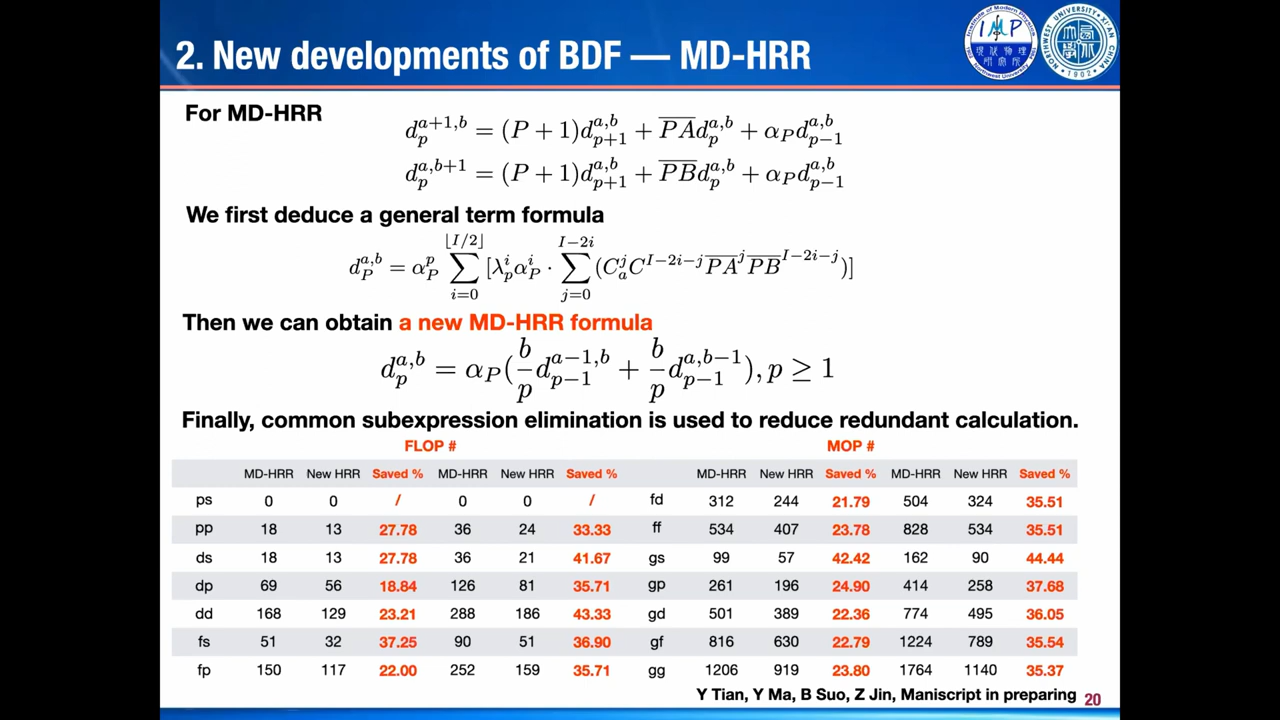 2. New developments of BDF — MD-HRR
For MD-HRR
d_p^{a+1,b} = (P + 1)d_{p+1}^{a,b} + \overline{PA}d_p^{a,b} + α_P d_{p−1}^{a,b}
d_p^{a,b+1} = (P + 1)d_{p+1}^{a,b} + \overline{PB}d_p^{a,b} + α_P d_{p−1}^{a,b}
We first deduce a general term formula
d_P^{a,b} = α_P^p \sum_{i=0}^{⌊I/2⌋} [λ_p^i α_P^i · \sum_{j=0}^{I−2i} (C_a^j C^{I−2i−j} \overline{PA}^j \overline{PB}^{I−2i−j})]
Then we can obtain a new MD-HRR formula
d_p^{a,b} = α_P(\frac{b}{p} d_{p−1}^{a−1,b} + \frac{b}{p} d_{p−1}^{a,b−1}), p ≥ 1
Finally, common subexpression elimination is used to reduce redundant calculation.
FLOP # MOP #
MD-HRR New HRR Saved % MD-HRR New HRR Saved % MD-HRR New HRR Saved % MD-HRR New HRR Saved %
ps 0 0 / 0 0 / fd 312 244 21.79 504 324 35.51
pp 18 13 27.78 36 24 33.33 ff 534 407 23.78 828 534 35.51
ds 18 13 27.78 36 21 41.67 gs 99 57 42.42 162 90 44.44
dp 69 56 18.84 126 81 35.71 gp 261 196 24.90 414 258 37.68
dd 168 129 23.21 288 186 43.33 gd 501 389 22.36 774 495 36.05
fs 51 32 37.25 90 51 36.90 gf 816 630 22.79 1224 789 35.54
fp 150 117 22.00 252 159 35.71 gg 1206 919 23.80 1764 1140 35.37
Y Tian, Y Ma, B Suo, Z Jin, Maniscript in preparing 20